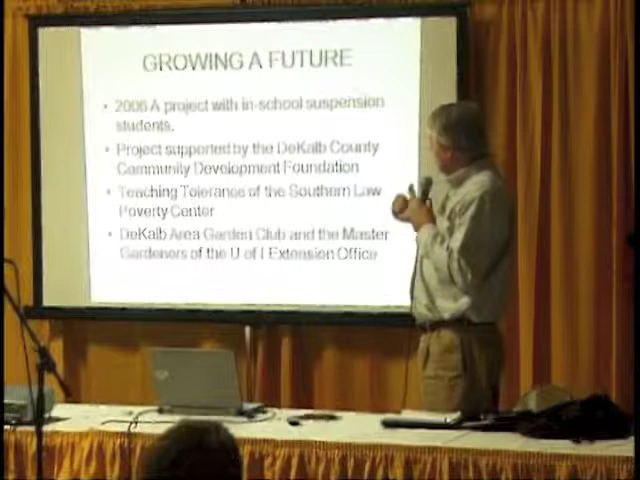 GROWING A FUTURE
• 2006 A project with in-school suspension
students.
• Project supported by the DeKalb County
Community Development Foundation
• Teaching Tolerance of the Southern Law
Poverty Center
• DeKalb Area Garden Club and the Master
Gardeners of the U of I Extension Office